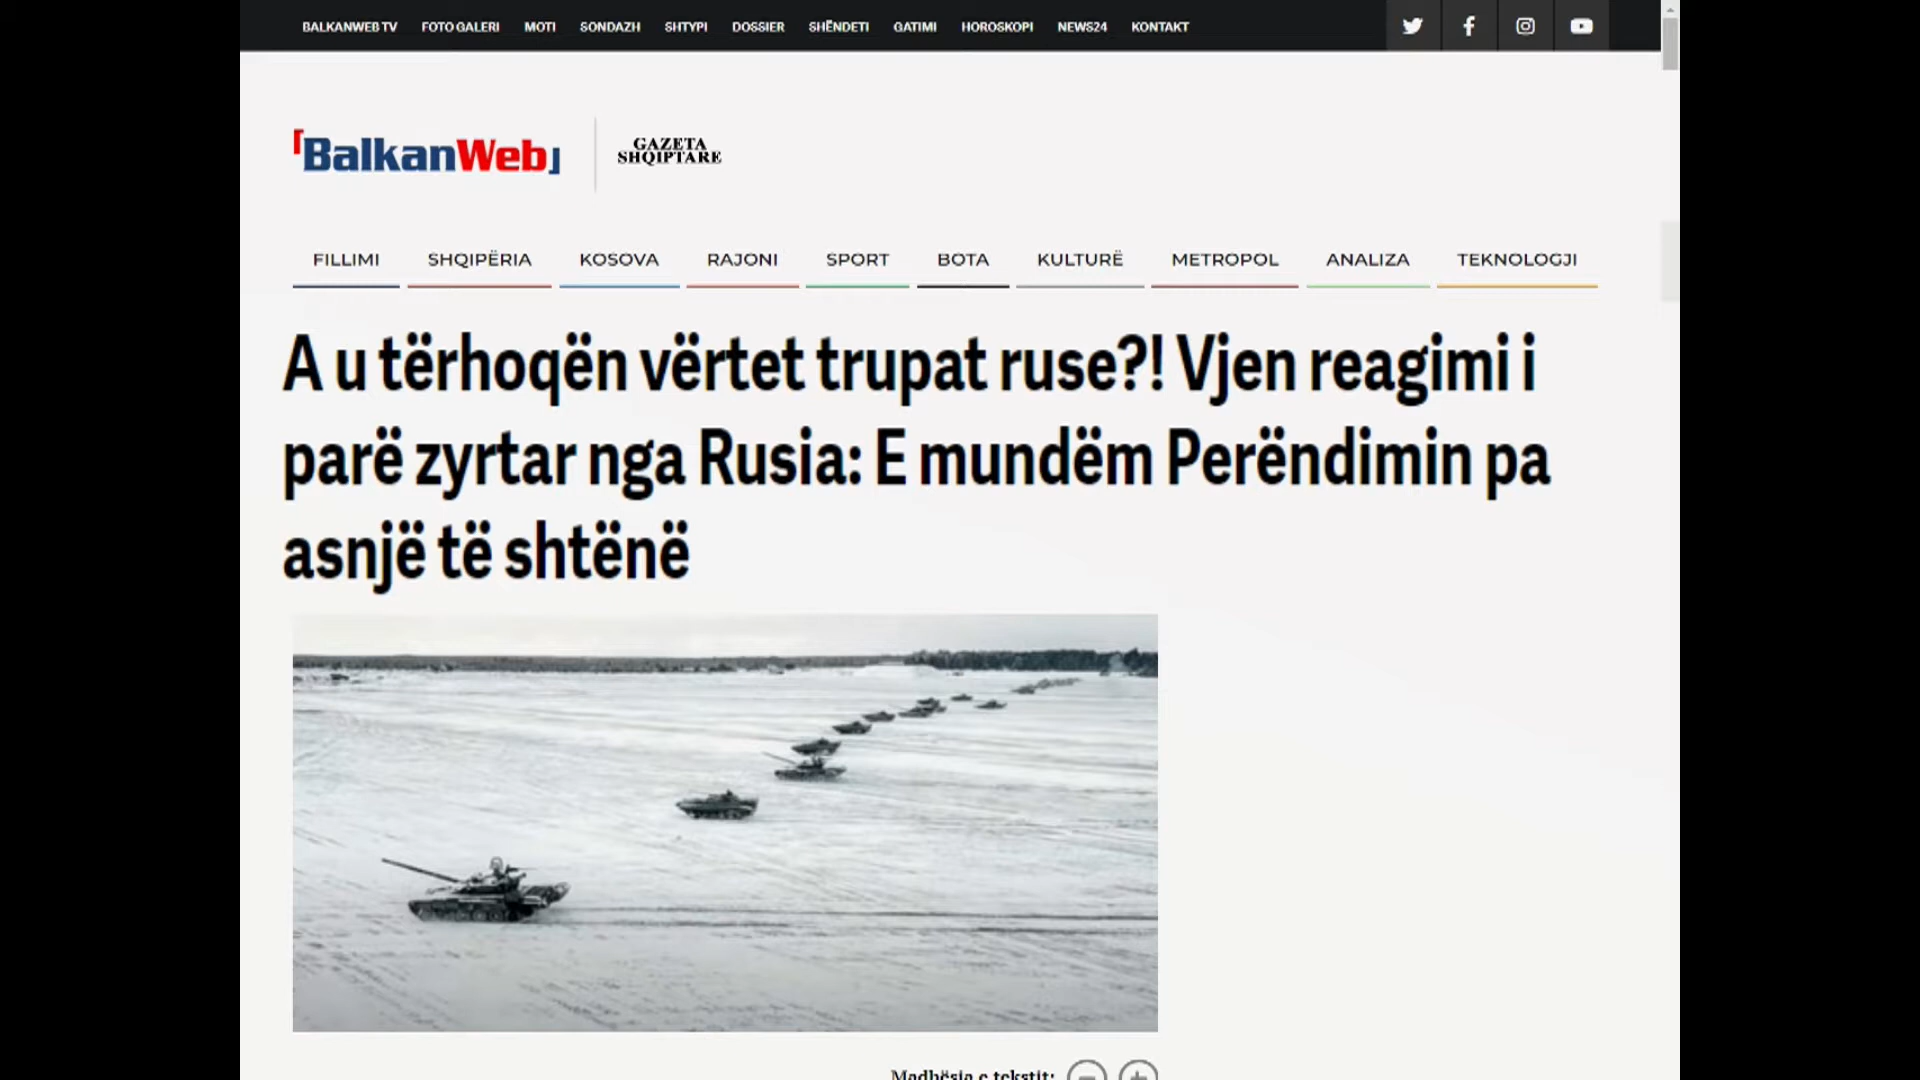 BALKANWEB TV FOTO GALERI MOTI SONDAZH SHTYPI DOSSIER SHËNDETI GATIMI HOROSKOPI NEWS24 KONTAKT
BalkanWeb
GAZETA
SHQIPTARE
FILLIMI SHQIPËRIA KOSOVA RAJONI SPORT BOTA KULTURË METROPOL ANALIZA TEKNOLOGJI
A u tërhoqën vërtet trupat ruse?! Vjen reagimi i
parë zyrtar nga Rusia: E mundëm Perëndimin pa
asnjë të shtënë
Madhësia e tekstit: